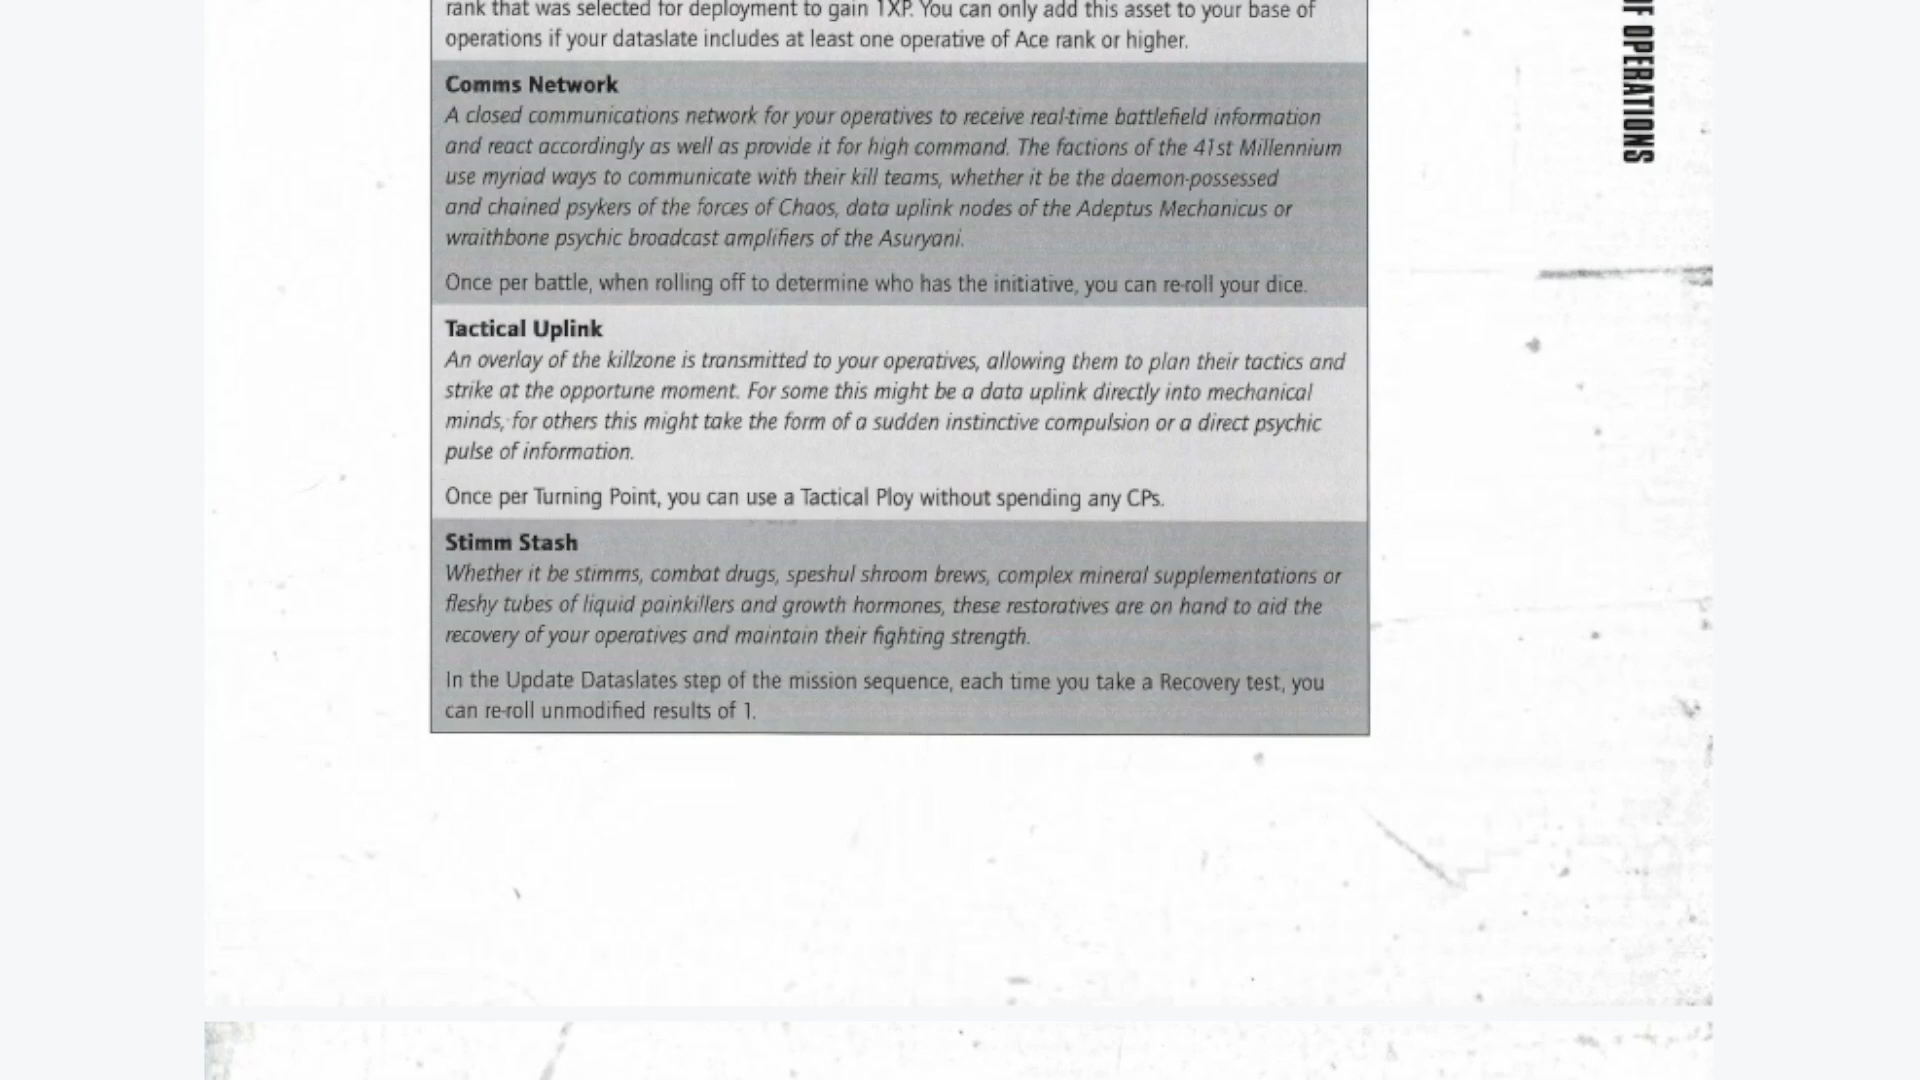 rank that was selected for deployment to gain 1XP. You can only add this asset to your base of
operations if your dataslate includes at least one operative of Ace rank or higher.
Comms Network
A closed communications network for your operatives to receive real-time battlefield information
and react accordingly as well as provide it for high command. The factions of the 41st Millennium
use myriad ways to communicate with their kill teams, whether it be the daemon-possessed
and chained psykers of the forces of Chaos, data uplink nodes of the Adeptus Mechanicus or
wraithbone psychic broadcast amplifiers of the Asuryani.
Once per battle, when rolling off to determine who has the initiative, you can re-roll your dice.
Tactical Uplink
An overlay of the killzone is transmitted to your operatives, allowing them to plan their tactics and
strike at the opportune moment. For some this might be a data uplink directly into mechanical
minds, for others this might take the form of a sudden instinctive compulsion or a direct psychic
pulse of information.
Once per Turning Point, you can use a Tactical Ploy without spending any CPs.
Stimm Stash
Whether it be stimms, combat drugs, speshul shroom brews, complex mineral supplementations or
fleshy tubes of liquid painkillers and growth hormones, these restoratives are on hand to aid the
recovery of your operatives and maintain their fighting strength.
In the Update Dataslates step of the mission sequence, each time you take a Recovery test, you
can re-roll unmodified results of 1.
OPERATIONS